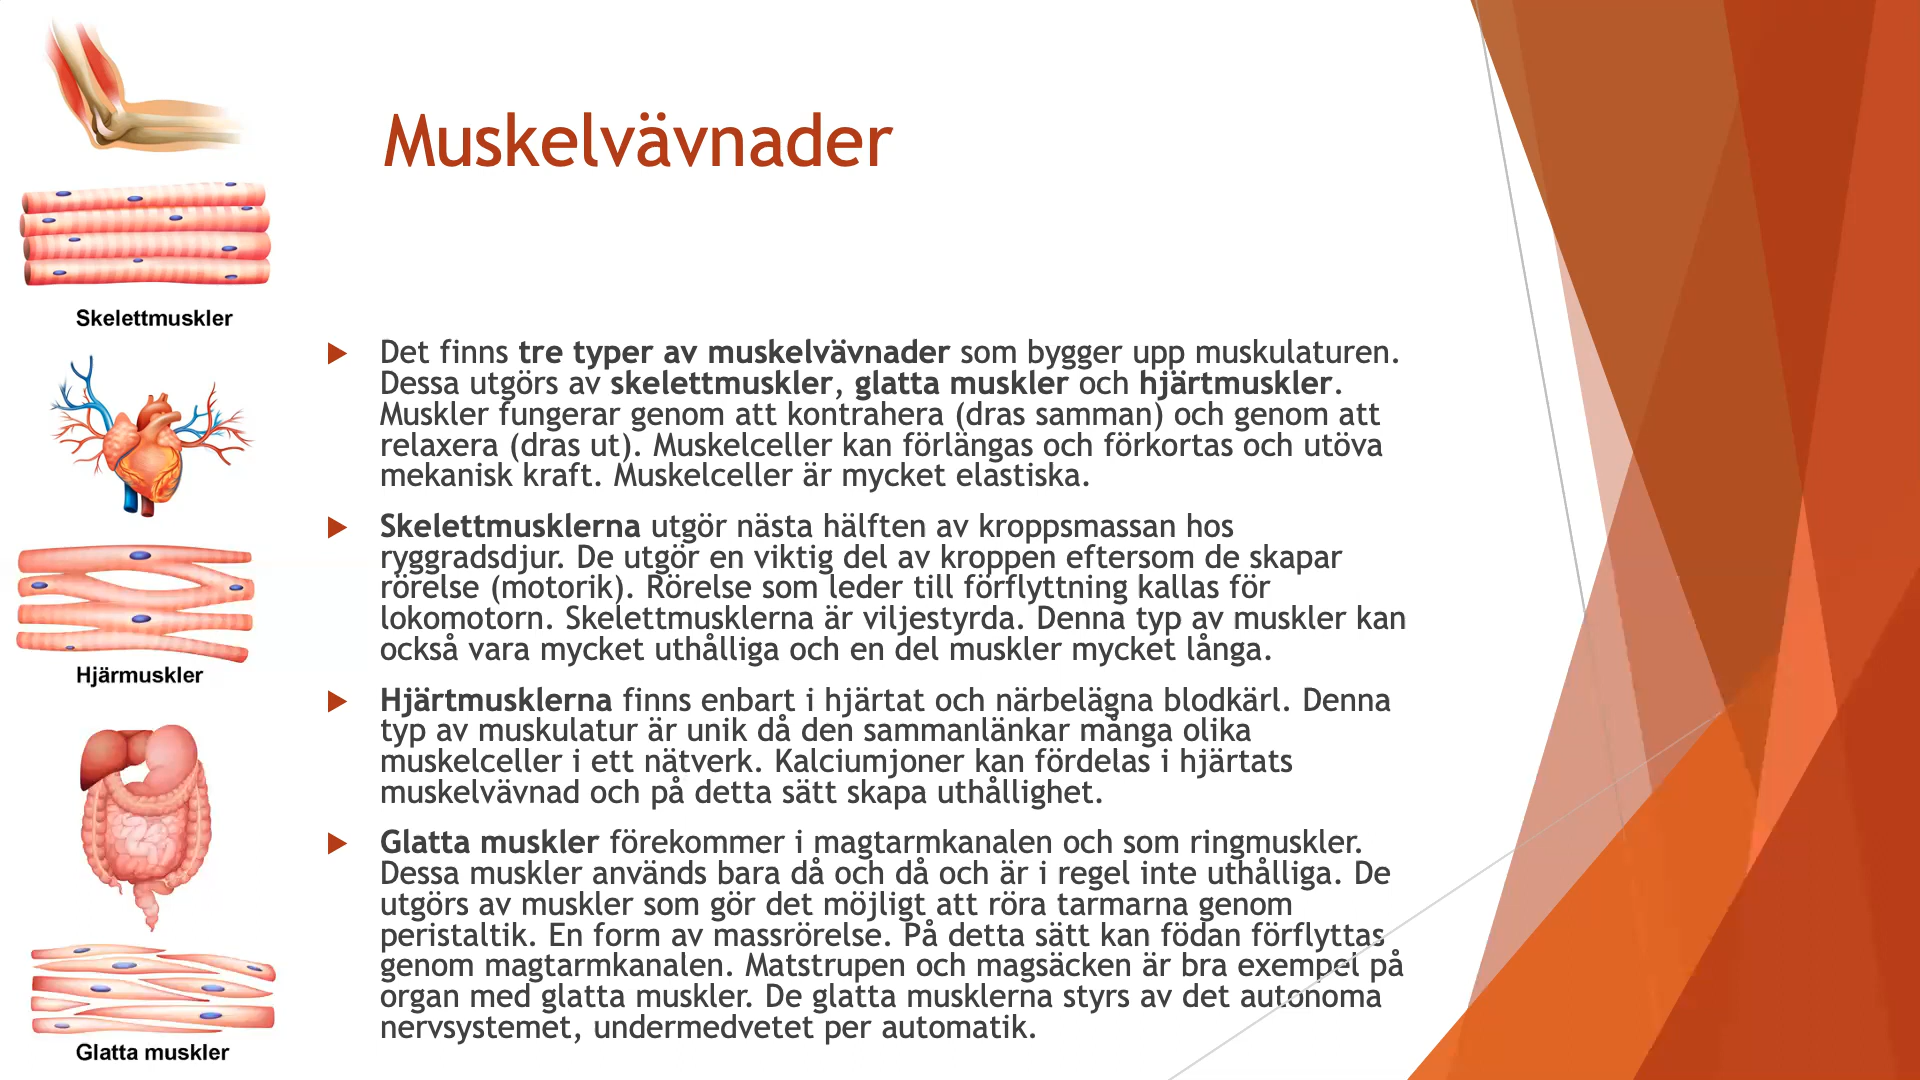 Muskelvävnader
Skelettmuskler
Hjärmuskler
Glatta muskler
Det finns tre typer av muskelvävnader som bygger upp muskulaturen.
Dessa utgörs av skelettmuskler, glatta muskler och hjärtmuskler.
Muskler fungerar genom att kontrahera (dras samman) och genom att
relaxera (dras ut). Muskelceller kan förlängas och förkortas och utöva
mekanisk kraft. Muskelceller är mycket elastiska.
Skelettmusklerna utgör nästa hälften av kroppsmassan hos
ryggradsdjur. De utgör en viktig del av kroppen eftersom de skapar
rörelse (motorik). Rörelse som leder till förflyttning kallas för
lokomotorn. Skelettmusklerna är viljestyrda. Denna typ av muskler kan
också vara mycket uthålliga och en del muskler mycket långa.
Hjärtmusklerna finns enbart i hjärtat och närbelägna blodkärl. Denna
typ av muskulatur är unik då den sammanlänkar många olika
muskelceller i ett nätverk. Kalciumjoner kan fördelas i hjärtats
muskelvävnad och på detta sätt skapa uthållighet.
Glatta muskler förekommer i magtarmkanalen och som ringmuskler.
Dessa muskler används bara då och då och är i regel inte uthålliga. De
utgörs av muskler som gör det möjligt att röra tarmarna genom
peristaltik. En form av massrörelse. På detta sätt kan födan förflyttas
genom magtarmkanalen. Matstrupen och magsäcken är bra exempel på
organ med glatta muskler. De glatta musklerna styrs av det autonoma
nervsystemet, undermedvetet per automatik.